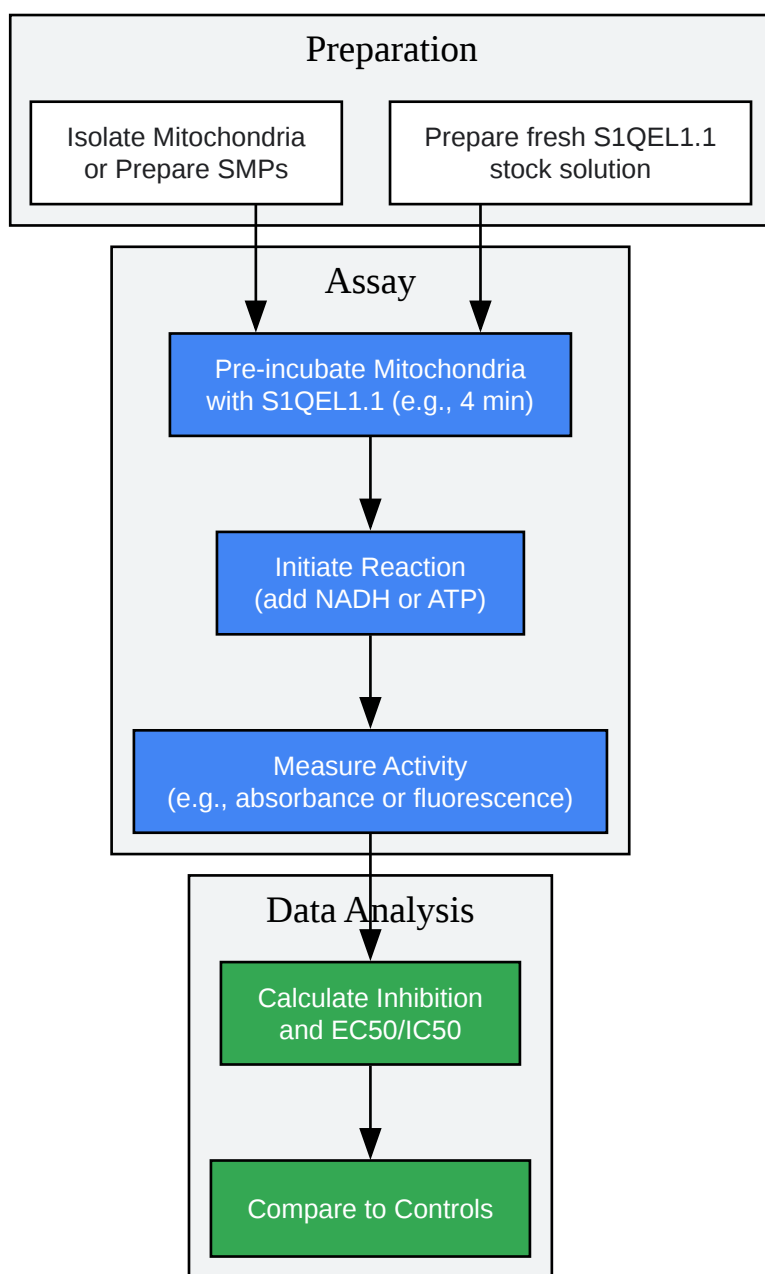 Preparation
Isolate Mitochondria
or Prepare SMPs
Prepare fresh S1QEL1.1
stock solution
Assay
Pre-incubate Mitochondria
with S1QEL1.1 (e.g., 4 min)
Initiate Reaction
(add NADH or ATP)
Measure Activity
(e.g., absorbance or fluorescence)
Data Analysis
Calculate Inhibition
and EC50/IC50
Compare to Controls